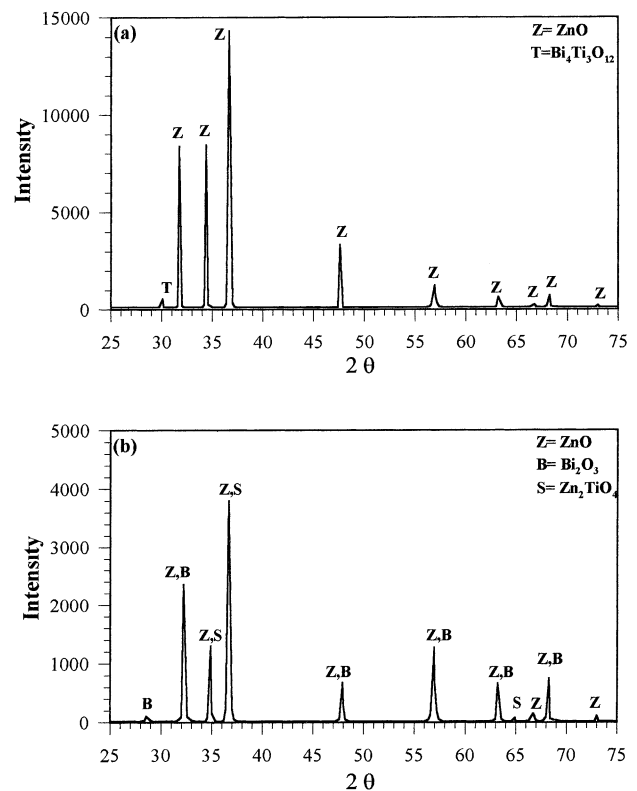 15000
(a)
Z
Z= ZnO
T=Bi₄Ti₃O₁₂
10000
Z
Z
Intensity
5000
Z
T
Z
Z
Z
Z
Z
0
25 30 35 40 45 50 55 60 65 70 75
2 θ
5000
(b)
Z= ZnO
B= Bi₂O₃
S= Zn₂TiO₄
4000
Z,S
3000
Z,B
Intensity
2000
Z,S
Z,B
1000
Z,B
Z,B
Z,B
B
S
Z
Z
0
25 30 35 40 45 50 55 60 65 70 75
2 θ